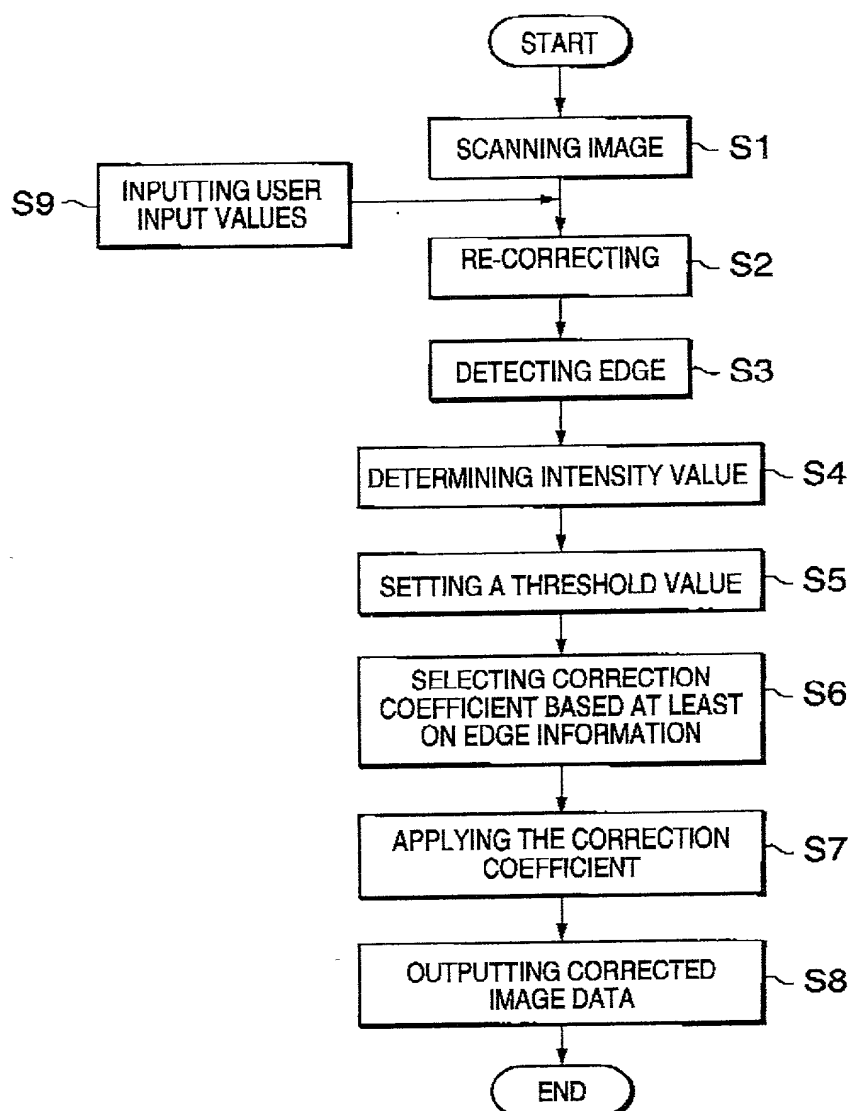 START
SCANNING IMAGE
S1
S9
INPUTTING USER
INPUT VALUES
RE-CORRECTING
S2
DETECTING EDGE
S3
DETERMINING INTENSITY VALUE
S4
SETTING A THRESHOLD VALUE
S5
SELECTING CORRECTION
COEFFICIENT BASED AT LEAST
ON EDGE INFORMATION
S6
APPLYING THE CORRECTION
COEFFICIENT
S7
OUTPUTTING CORRECTED
IMAGE DATA
S8
END